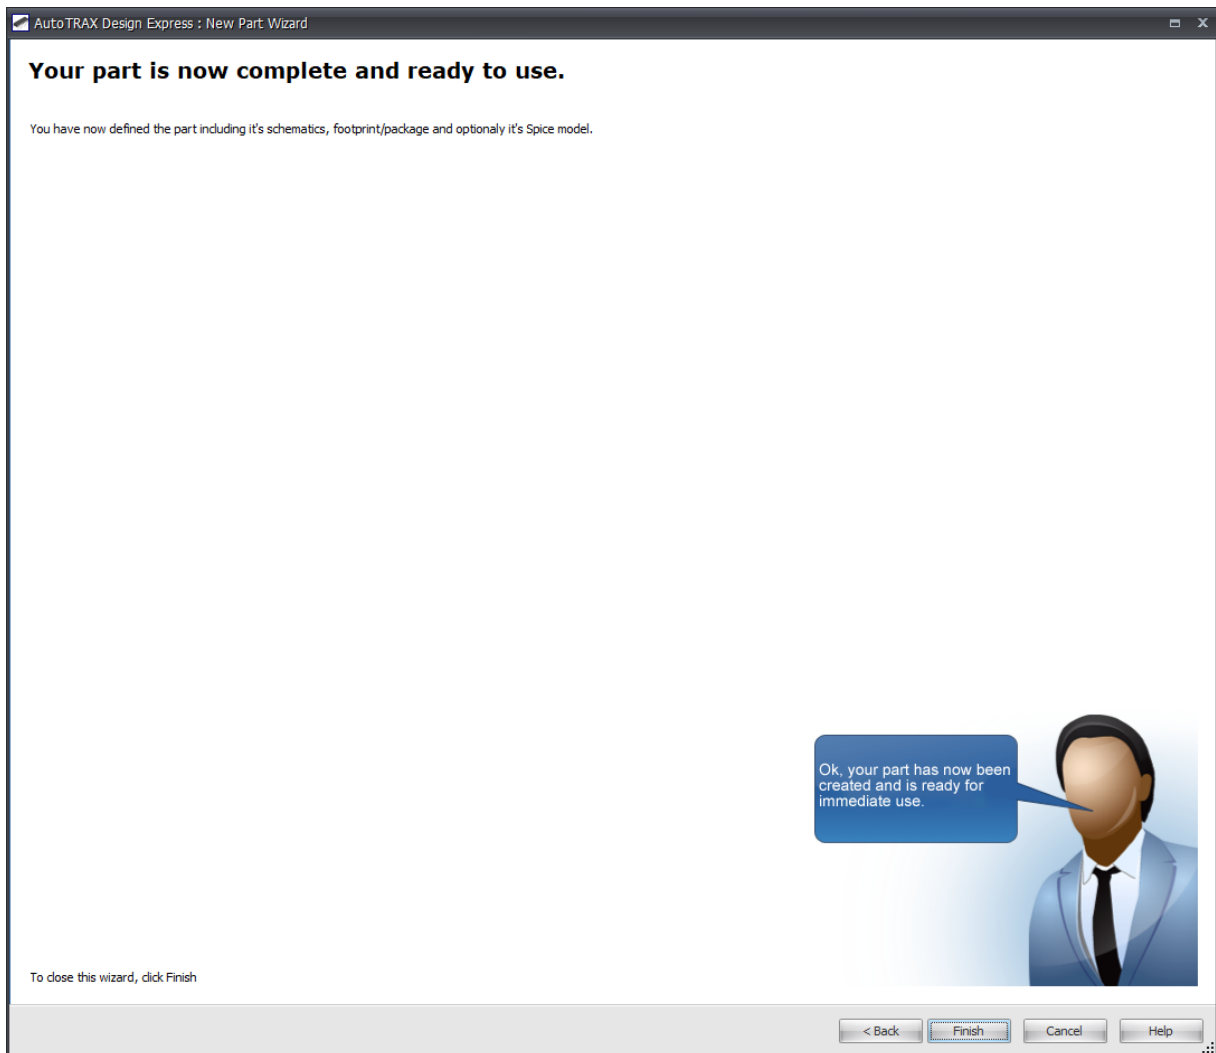 AutoTRAX Design Express : New Part Wizard
X
Your part is now complete and ready to use.
You have now defined the part including it's schematics, footprint/package and optionaly it's Spice model.
Ok, your part has now been
created and is ready for
immediate use.
To close this wizard, click Finish
< Back
Finish
Cancel
Help